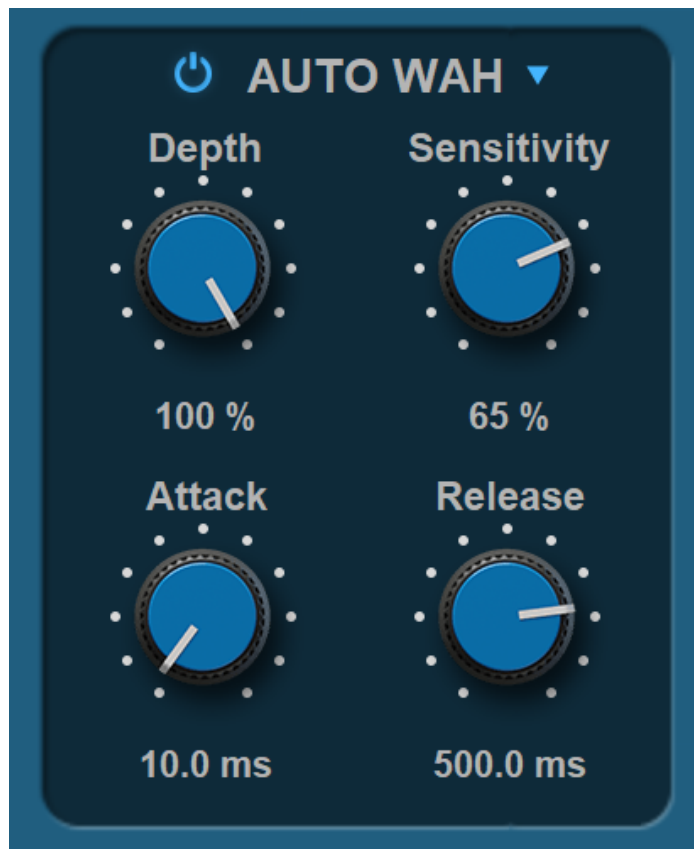 AUTO WAH
Depth Sensitivity
100 % 65 %
Attack Release
10.0 ms 500.0 ms